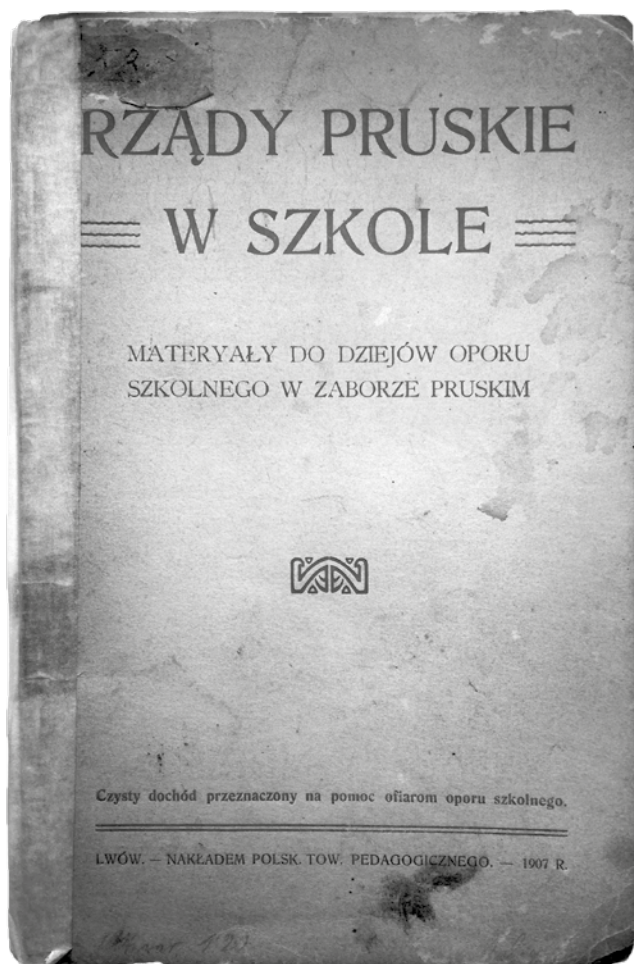 RZĄDY PRUSKIE
W SZKOLE
MATERYAŁY DO DZIEJÓW OPORU
SZKOLNEGO W ZABORZE PRUSKIM
Czysty dochód przeznaczony na pomoc ofiarom oporu szkolnego.
LWÓW. — NAKŁADEM POLSK. TOW. PEDAGOGICZNEGO. — 1907 R.